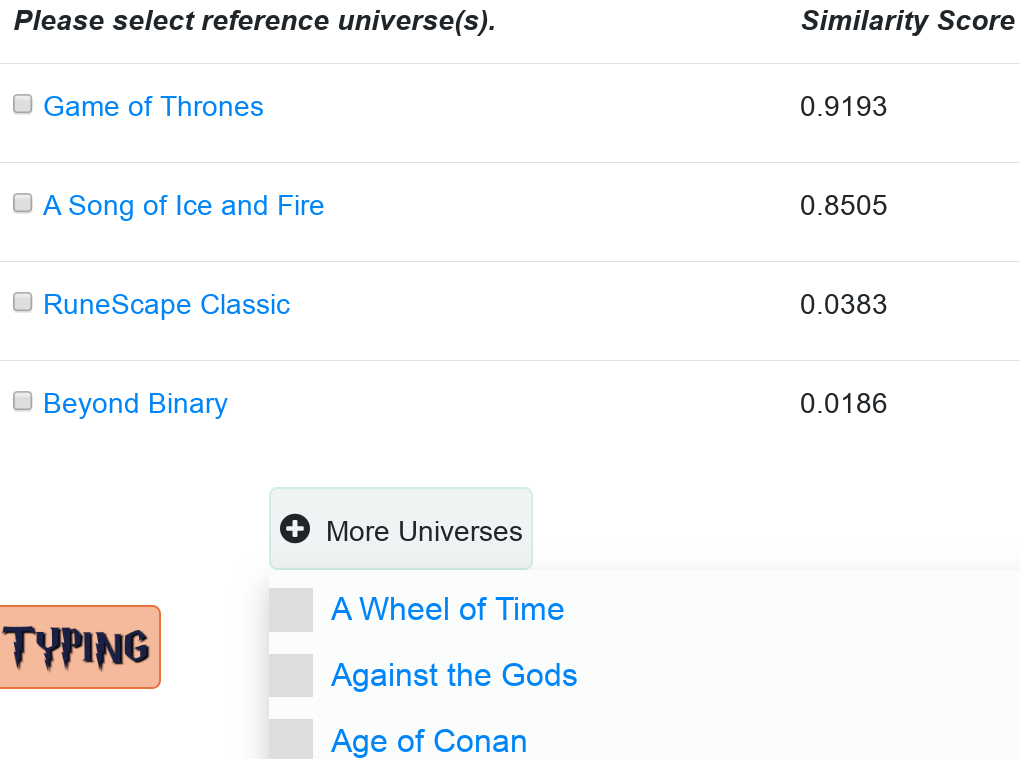 Please select reference universe(s). Similarity Score
Game of Thrones 0.9193
A Song of Ice and Fire 0.8505
RuneScape Classic 0.0383
Beyond Binary 0.0186
More Universes
A Wheel of Time
TYPING
Against the Gods
Age of Conan